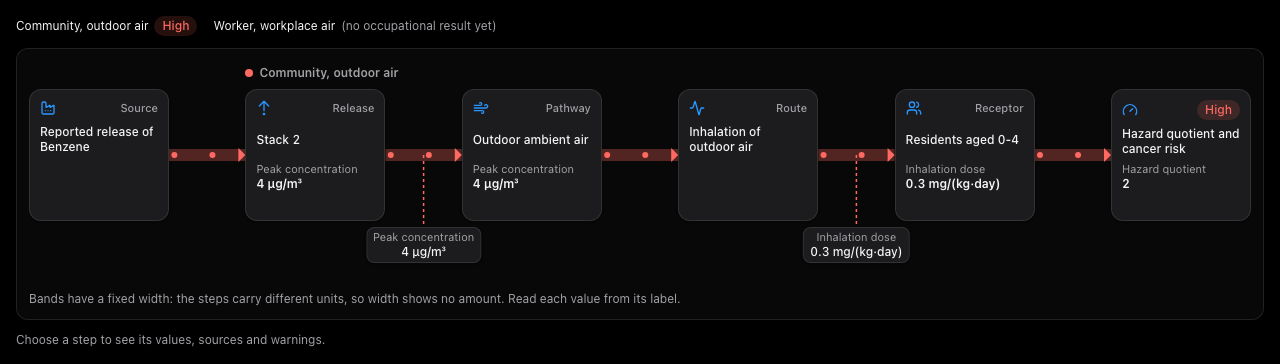 Community, outdoor air High Worker, workplace air (no occupational result yet)
Community, outdoor air
Source
Reported release of
Benzene
Release
Stack 2
Peak concentration
4 µg/m³
Pathway
Outdoor ambient air
Peak concentration
4 µg/m³
Route
Inhalation of
outdoor air
Receptor
Residents aged 0-4
Inhalation dose
0.3 mg/(kg·day)
High
Hazard quotient and
cancer risk
Hazard quotient
2
Peak concentration
4 µg/m³
Inhalation dose
0.3 mg/(kg·day)
Bands have a fixed width: the steps carry different units, so width shows no amount. Read each value from its label.
Choose a step to see its values, sources and warnings.